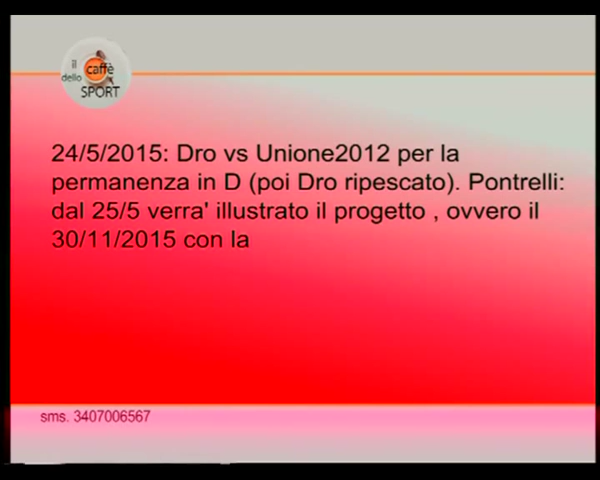 il
dello caffè
SPORT
24/5/2015: Dro vs Unione2012 per la
permanenza in D (poi Dro ripescato). Pontrelli:
dal 25/5 verra' illustrato il progetto , ovvero il
30/11/2015 con la
sms. 3407006567